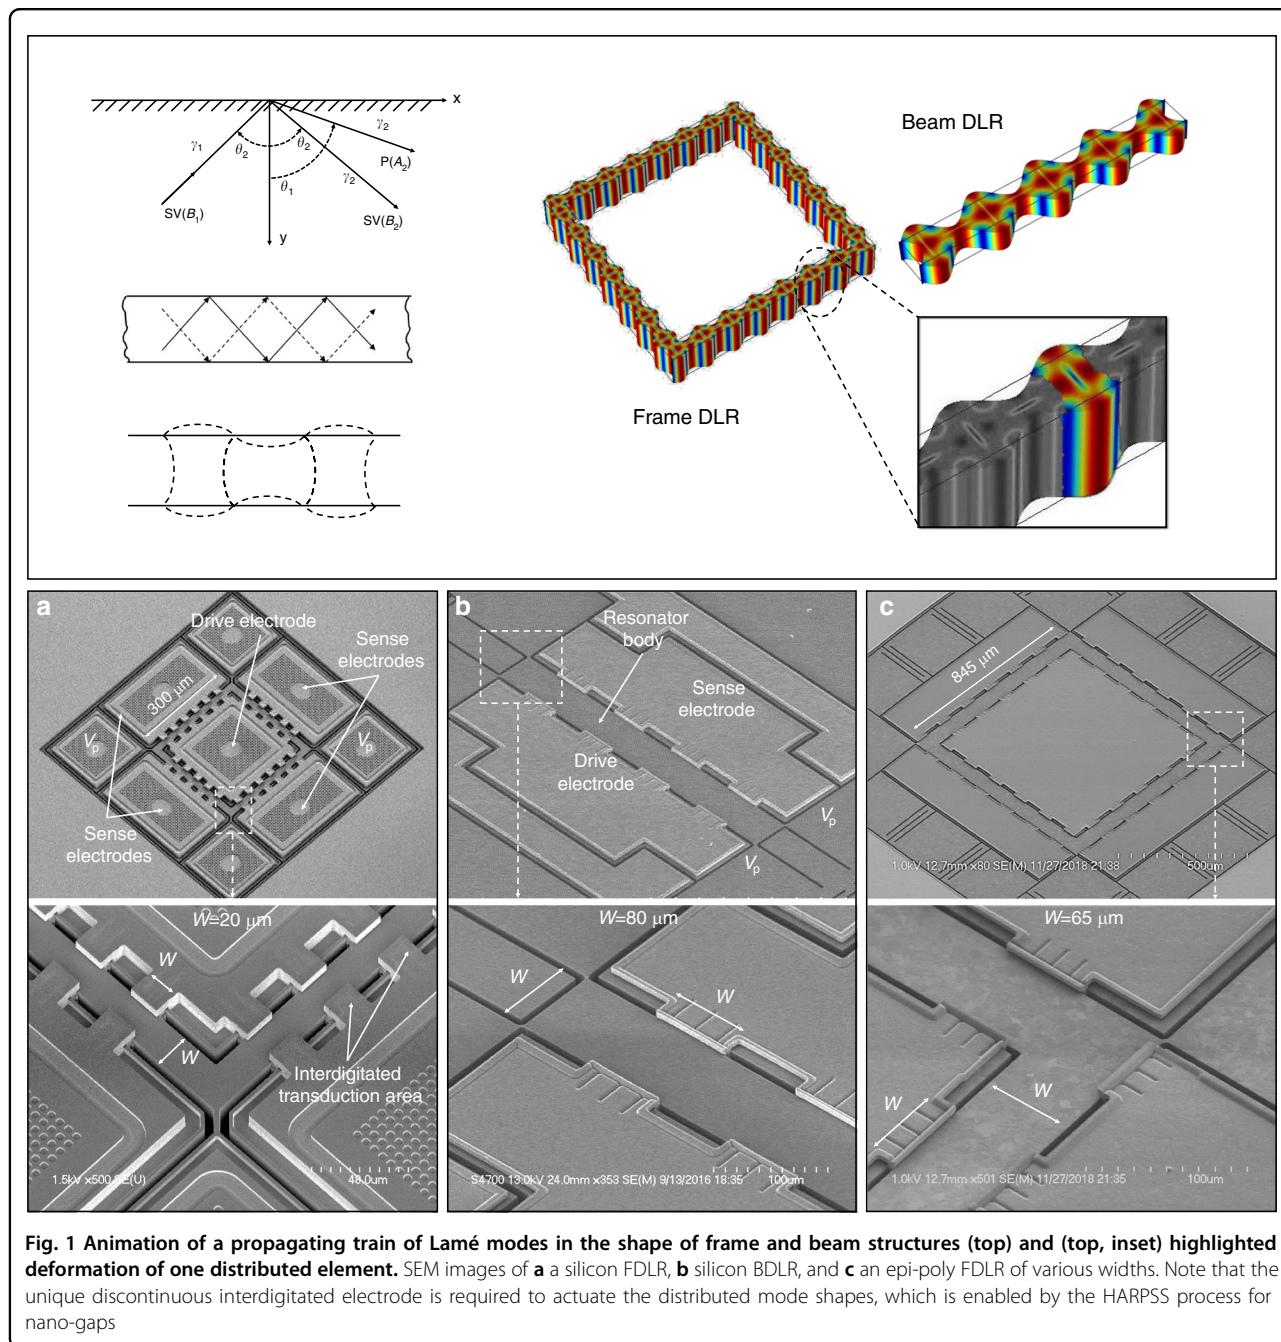 x
γ₂
γ₁
θ₂
θ₂
P(A₂)
θ₁
γ₂
SV(B₁)
SV(B₂)
y
Beam DLR
Frame DLR
a
Drive electrode
Sense
electrodes
300 μm
Vₚ
Vₚ
Sense
electrodes
W=20 μm
W
W
Interdigitated
transduction area
1.5kV x500 SE(U)
48.0um
b
Resonator
body
Sense
electrode
Drive
electrode
Vₚ
Vₚ
W=80 μm
W
W
S4700 13.0kV 24.0mm x353 SE(M) 9/13/2016 18:35
100um
c
845 μm
1.0kV 12.7mm x80 SE(M) 11/27/2018 21:38
500um
W=65 μm
W
W
1.0kV 12.7mm x501 SE(M) 11/27/2018 21:35
100um
Fig. 1 Animation of a propagating train of Lamé modes in the shape of frame and beam structures (top) and (top, inset) highlighted
deformation of one distributed element. SEM images of a a silicon FDLR, b silicon BDLR, and c an epi-poly FDLR of various widths. Note that the
unique discontinuous interdigitated electrode is required to actuate the distributed mode shapes, which is enabled by the HARPSS process for
nano-gaps